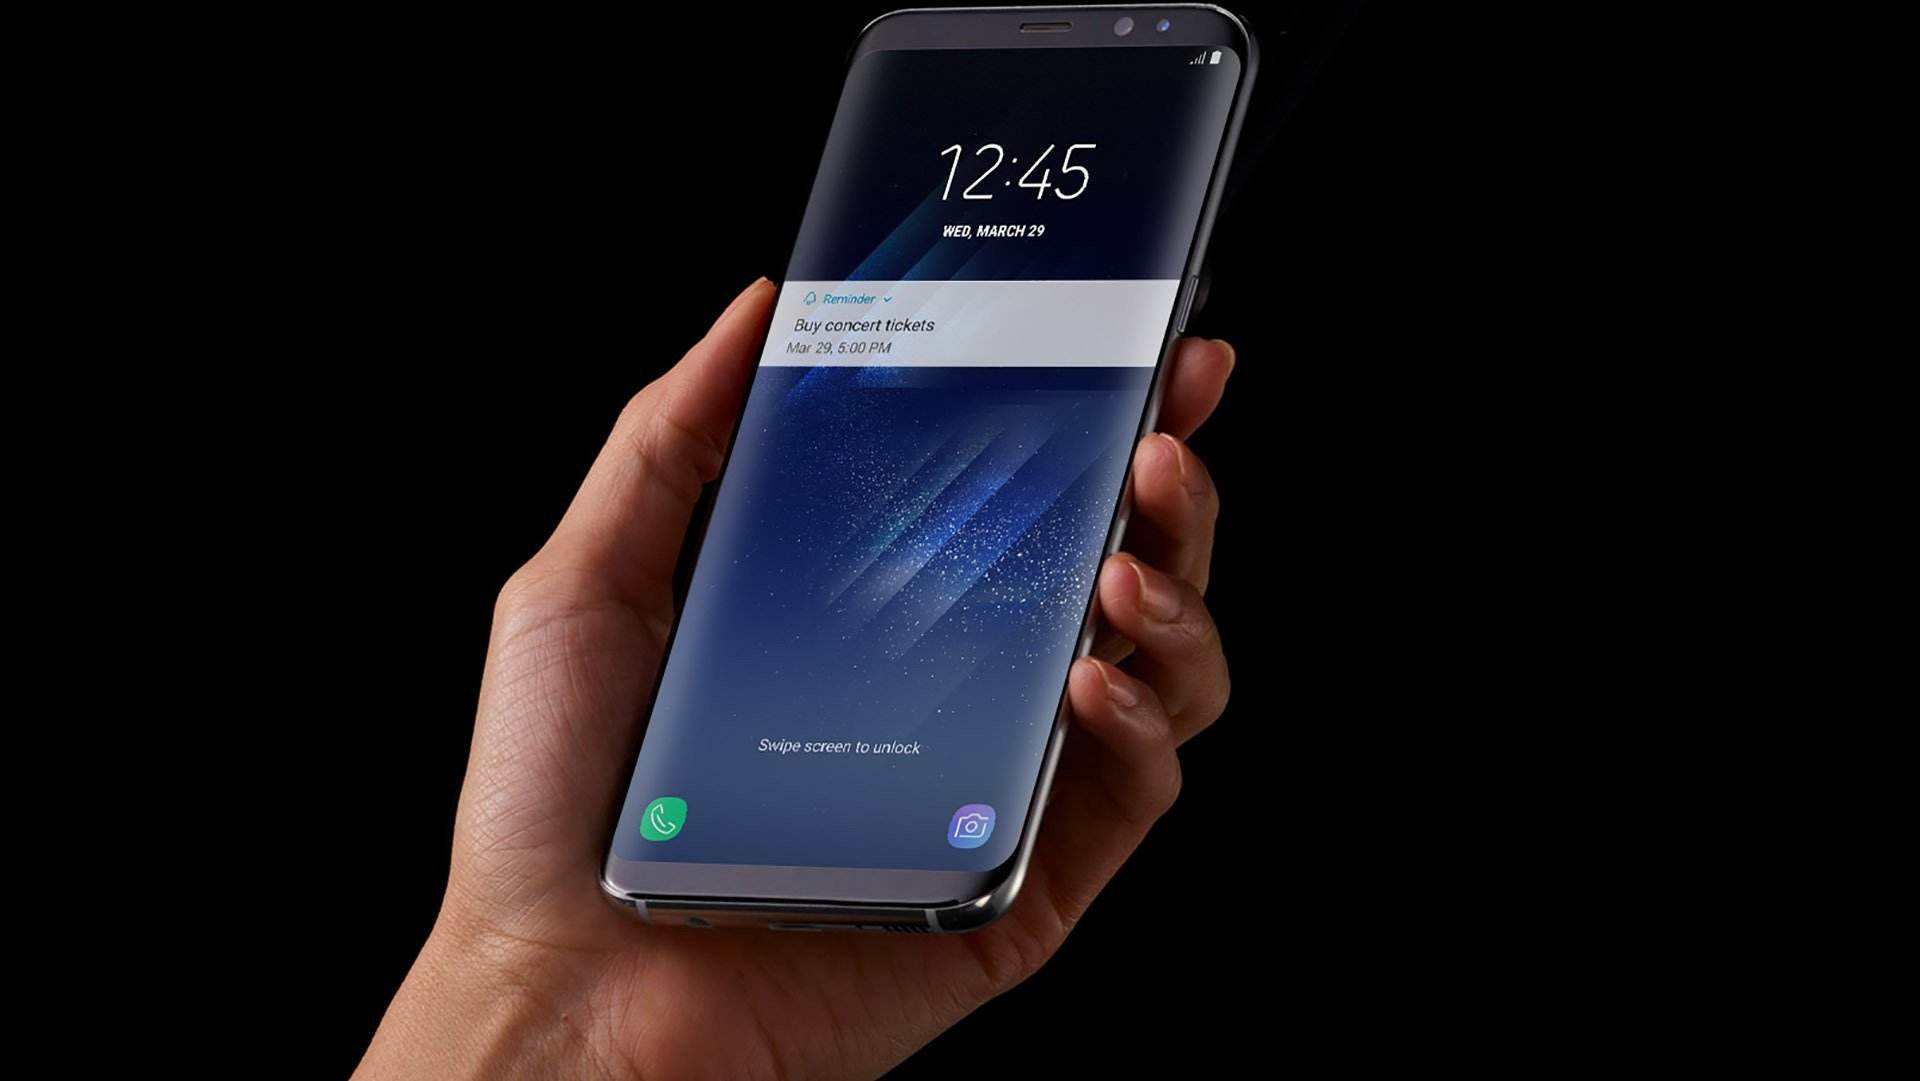 12:45
WED, MARCH 29
Reminder
Buy concert tickets
Mar 29, 5:00 PM
Swipe screen to unlock